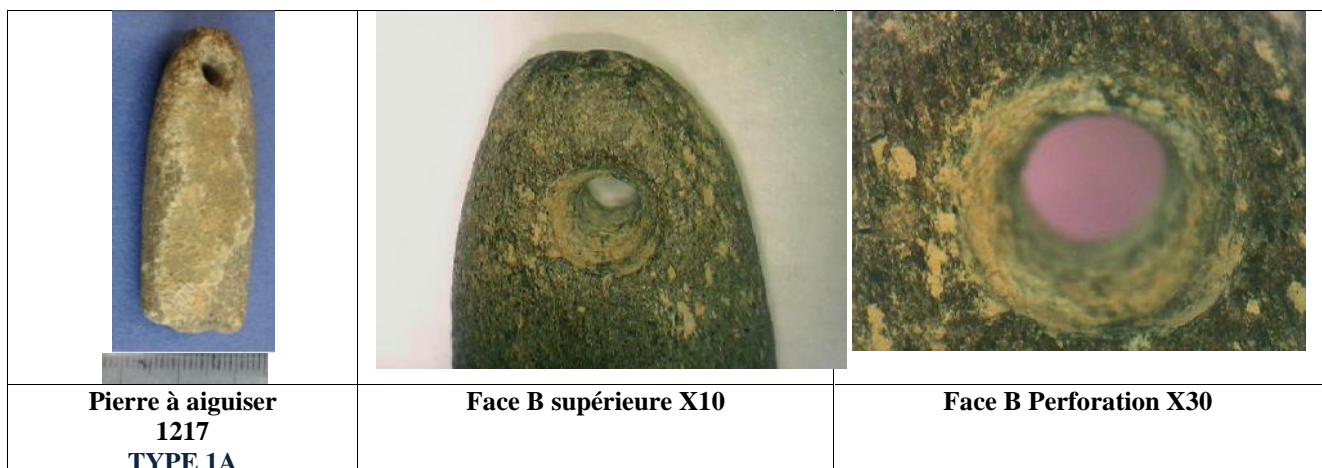 Pierre à aiguiser
1217
TYPE 1A
Face B supérieure X10
Face B Perforation X30